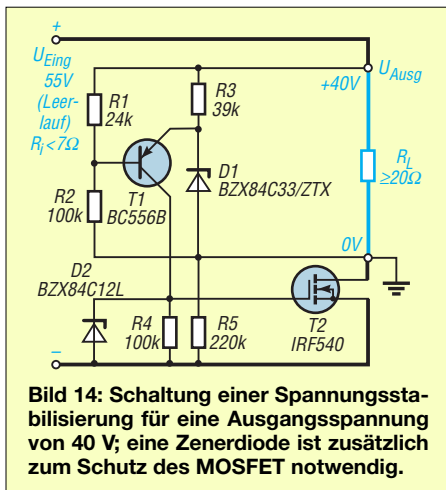 +
U_Eing
55V
(Leer-
lauf)
R_i<7Ω
R1
24k
R3
39k
U_Ausg
+40V
R_L
≥20Ω
T1
BC556B
D1
BZX84C33/ZTX
R2
100k
0V
D2
BZX84C12L
R4
100k
R5
220k
T2
IRF540
–
Bild 14: Schaltung einer Spannungssta-
bilisierung für eine Ausgangsspannung
von 40 V; eine Zenerdiode ist zusätzlich
zum Schutz des MOSFET notwendig.